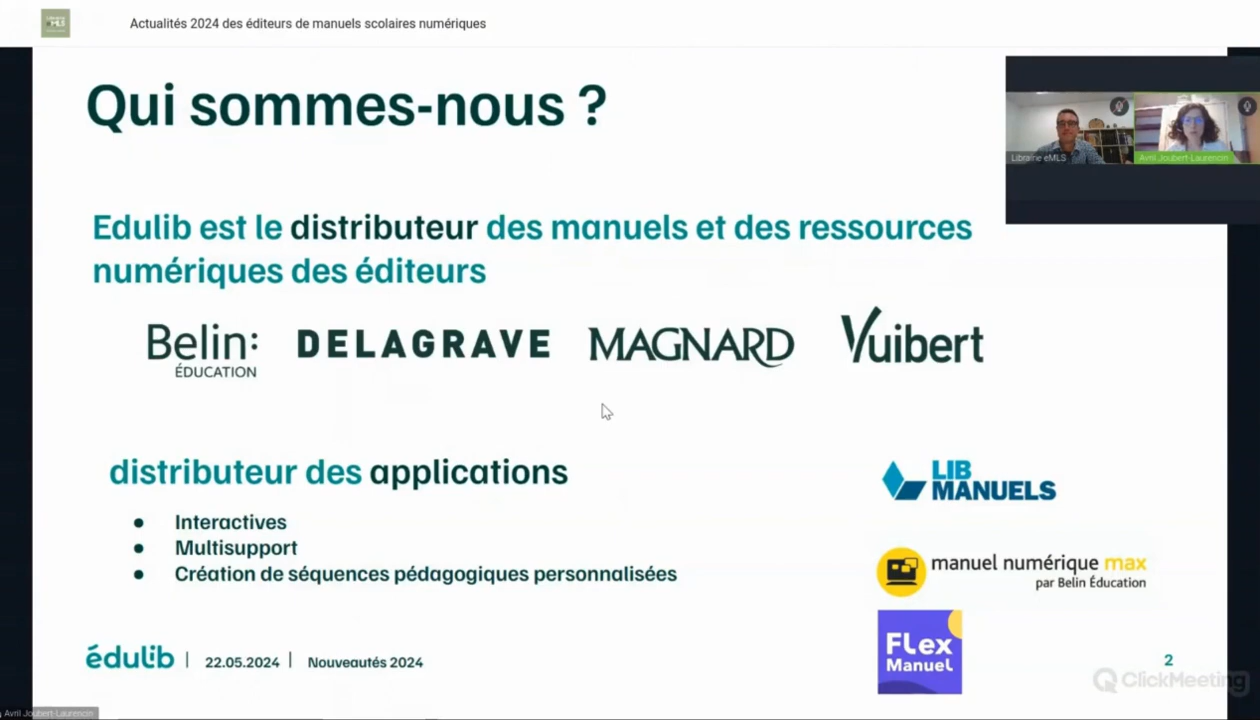 Actualités 2024 des éditeurs de manuels scolaires numériques
Qui sommes-nous ?
Librairie eMLS
Avril Joubert-Laurencin
Edulib est le distributeur des manuels et des ressources
numériques des éditeurs
Belin:
ÉDUCATION
DELAGRAVE
MAGNARD
Vuibert
distributeur des applications
LIB
MANUELS
● Interactives
● Multisupport
● Création de séquences pédagogiques personnalisées
manuel numérique max
par Belin Éducation
FLex
Manuel
édulib | 22.05.2024 | Nouveautés 2024
2
ClickMeeting
Avril Joubert-Laurencin